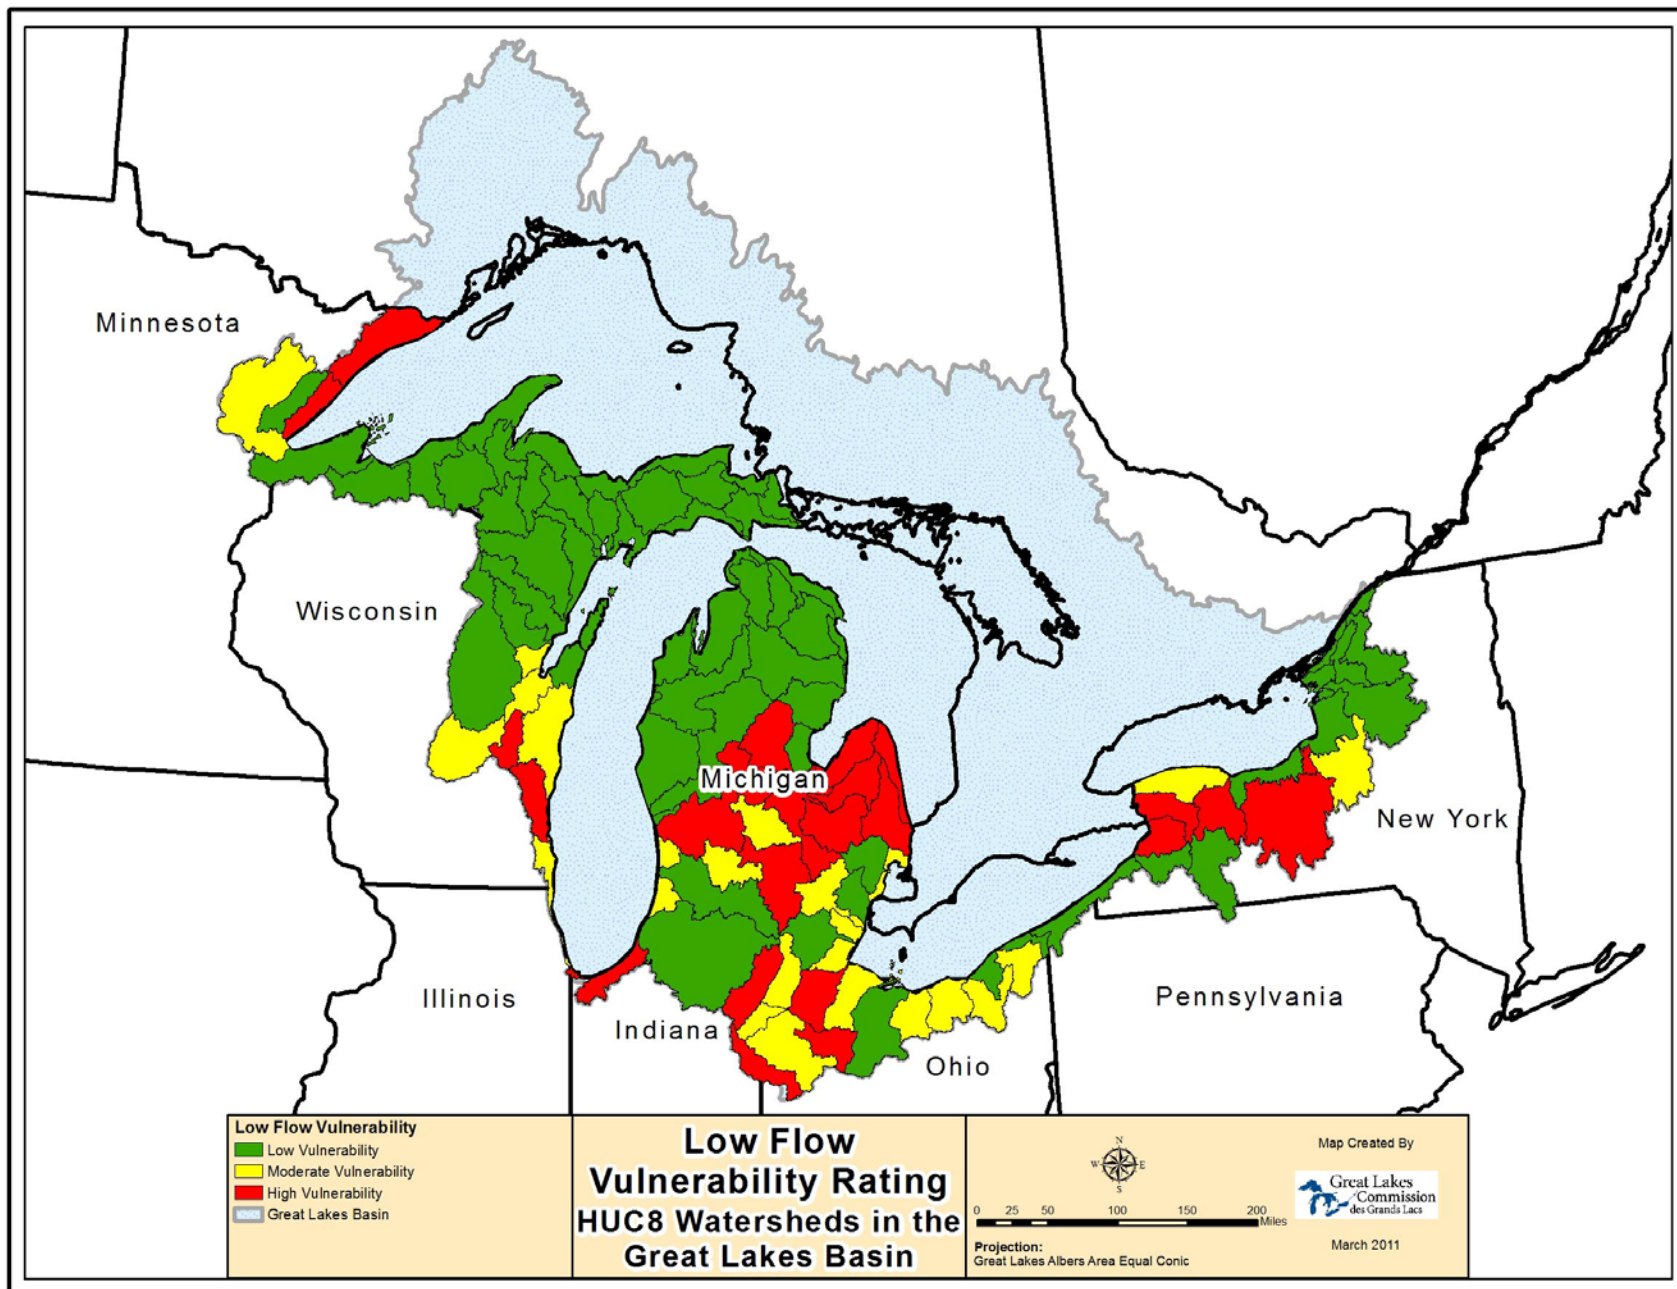 Minnesota
Wisconsin
Michigan
New York
Illinois
Indiana
Ohio
Pennsylvania
Low Flow Vulnerability
Low Vulnerability
Moderate Vulnerability
High Vulnerability
Great Lakes Basin
Low Flow
Vulnerability Rating
HUC8 Watersheds in the
Great Lakes Basin
N
W E
S
0 25 50 100 150 200
Miles
Projection:
Great Lakes Albers Area Equal Conic
Map Created By
Great Lakes
Commission
des Grands Lacs
March 2011